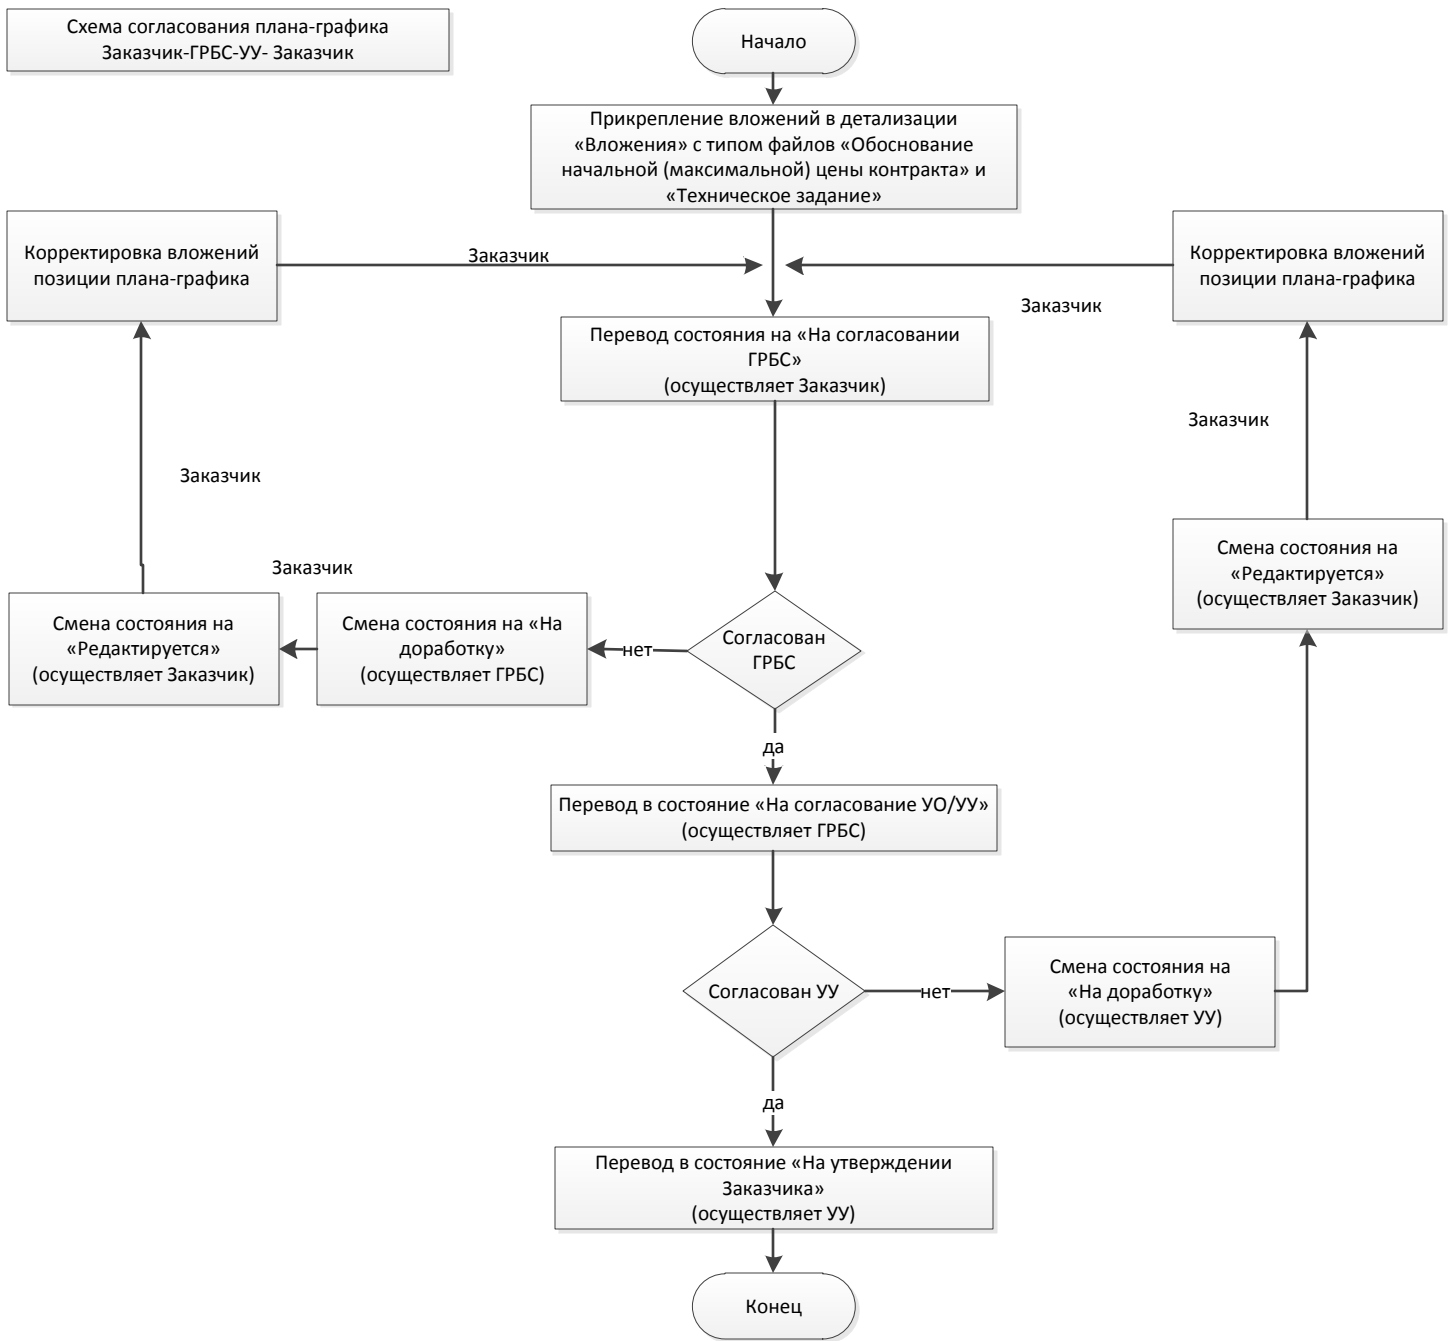 Схема согласования плана-графика
Заказчик-ГРБС-УУ- Заказчик
Начало
Прикрепление вложений в детализации
«Вложения» с типом файлов «Обоснование
начальной (максимальной) цены контракта» и
«Техническое задание»
Корректировка вложений
позиции плана-графика
Заказчик
Корректировка вложений
позиции плана-графика
Заказчик
Перевод состояния на «На согласовании
ГРБС»
(осуществляет Заказчик)
Заказчик
Заказчик
Смена состояния на
«Редактируется»
(осуществляет Заказчик)
Заказчик
Смена состояния на
«Редактируется»
(осуществляет Заказчик)
Смена состояния на «На
доработку»
(осуществляет ГРБС)
нет
Согласован
ГРБС
да
Перевод в состояние «На согласование УО/УУ»
(осуществляет ГРБС)
Согласован УУ
нет
Смена состояния на
«На доработку»
(осуществляет УУ)
да
Перевод в состояние «На утверждении
Заказчика»
(осуществляет УУ)
Конец